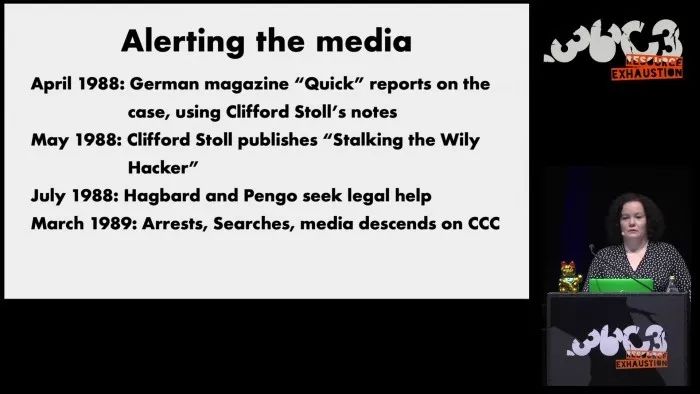 Alerting the media
April 1988: German magazine “Quick” reports on the
case, using Clifford Stoll’s notes
May 1988: Clifford Stoll publishes “Stalking the Wily
Hacker”
July 1988: Hagbard and Pengo seek legal help
March 1989: Arrests, Searches, media descends on CCC
36C3
RESOURCE
EXHAUSTION
36C3
RESOURCE
EXHAUSTION